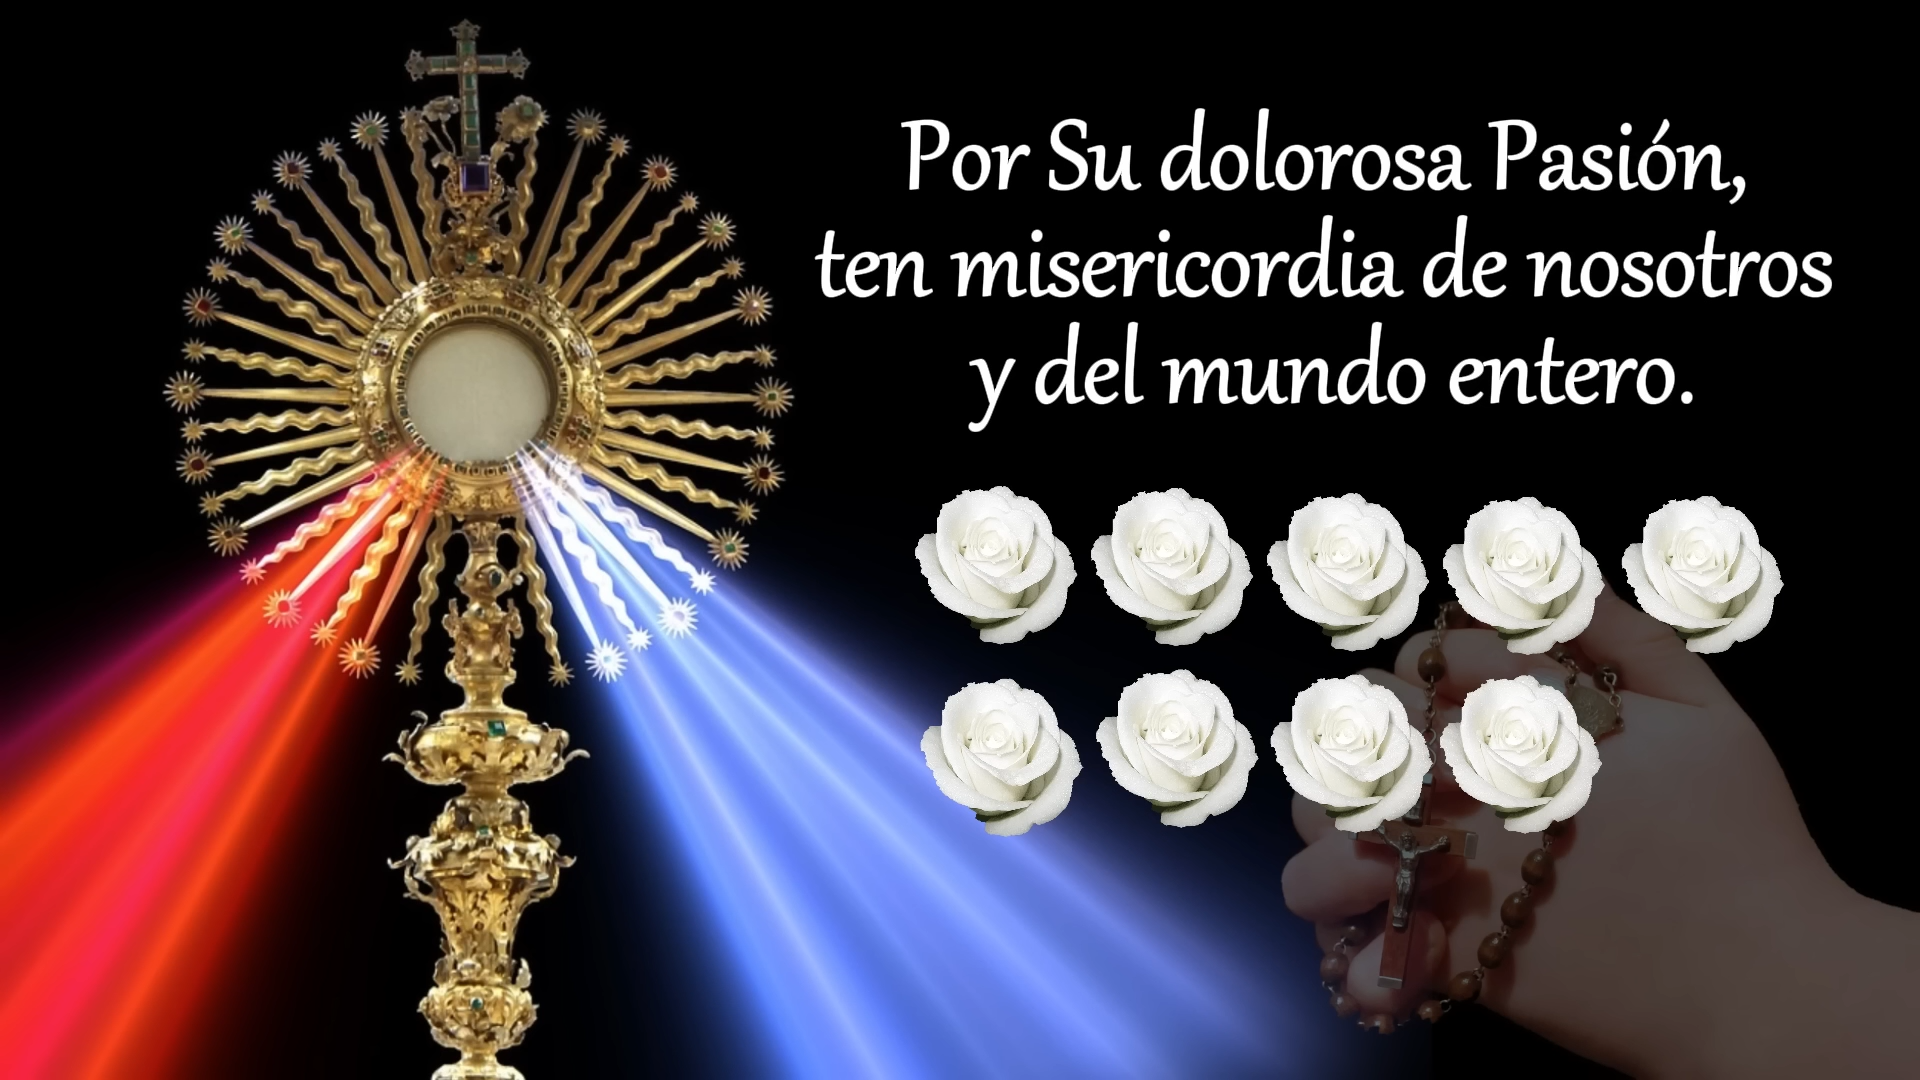 Por Su dolorosa Pasión,
ten misericordia de nosotros
y del mundo entero.